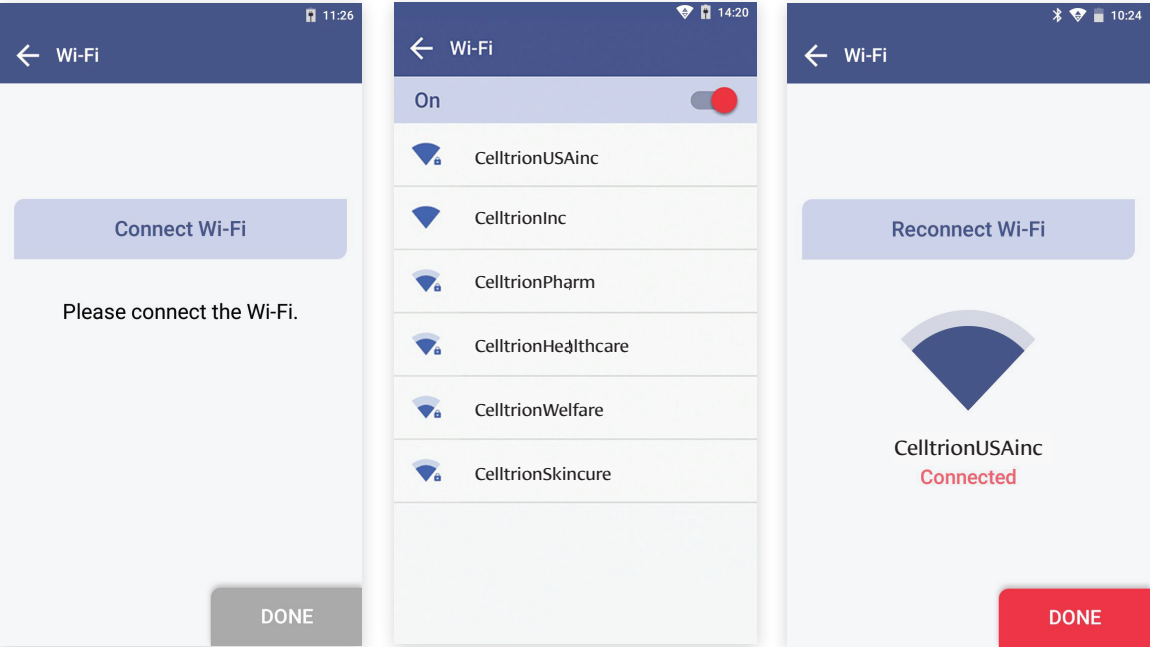 11:26
Wi-Fi
Connect Wi-Fi
Please connect the Wi-Fi.
DONE
14:20
Wi-Fi
On
CelltrionUSAinc
CelltrionInc
CelltrionPharm
CelltrionHealthcare
CelltrionWelfare
CelltrionSkincure
10:24
Wi-Fi
Reconnect Wi-Fi
CelltrionUSAinc
Connected
DONE